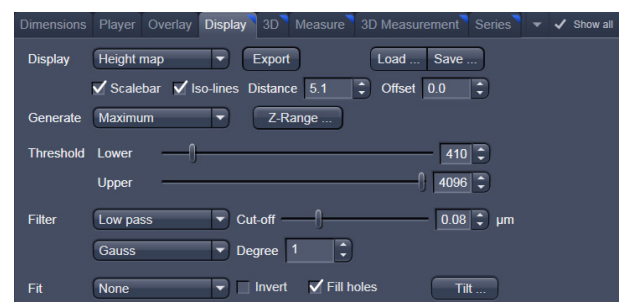 Dimensions Player Overlay Display 3D Measure 3D Measurement Series Show all
Display Height map Export Load ... Save ...
Scalebar Iso-lines Distance 5.1 Offset 0.0
Generate Maximum Z-Range ...
Threshold Lower 410
Upper 4096
Filter Low pass Cut-off 0.08 µm
Gauss Degree 1
Fit None Invert Fill holes Tilt ...